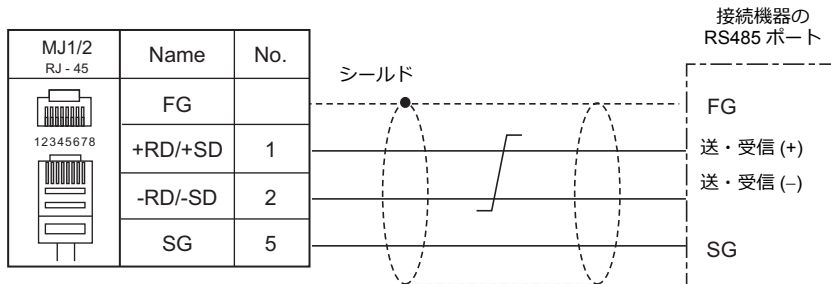 接続機器の
RS485 ポート
MJ1/2
RJ - 45
Name
No.
シールド
FG
FG
12345678
+RD/+SD
1
送・受信 (+)
-RD/-SD
2
送・受信 (–)
SG
5
SG